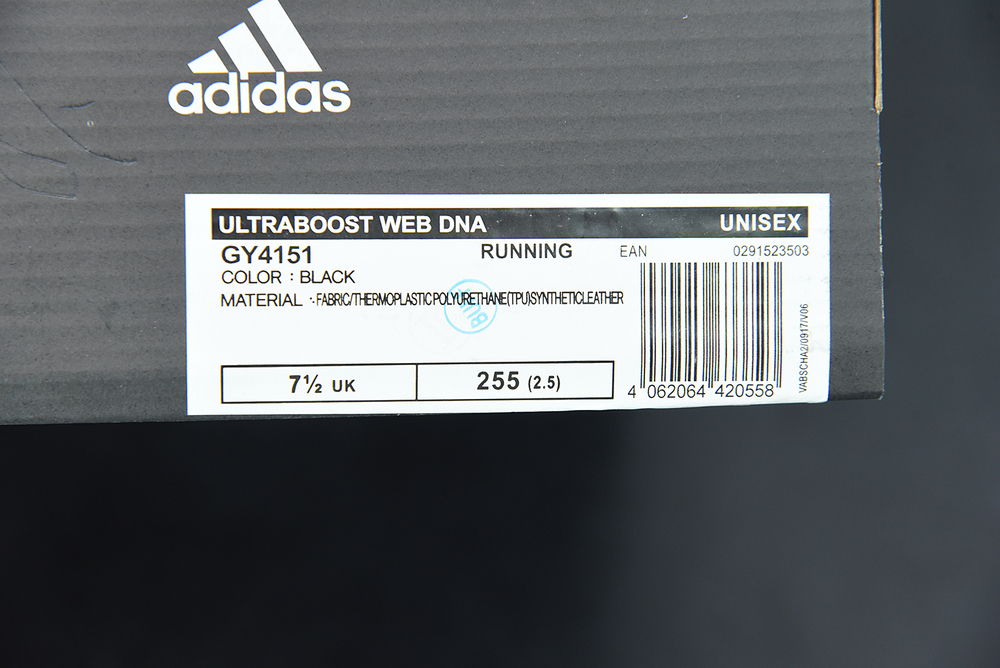 adidas
ULTRABOOST WEB DNA UNISEX
GY4151 RUNNING EAN 0291523503
COLOR : BLACK
MATERIAL :· FABRIC/THERMOPLASTIC POLYURETHANE(TPU)SYNTHETICLEATHER
7½ UK 255 (2.5)
4 062064 420558
VABSCHA2/0917/V06